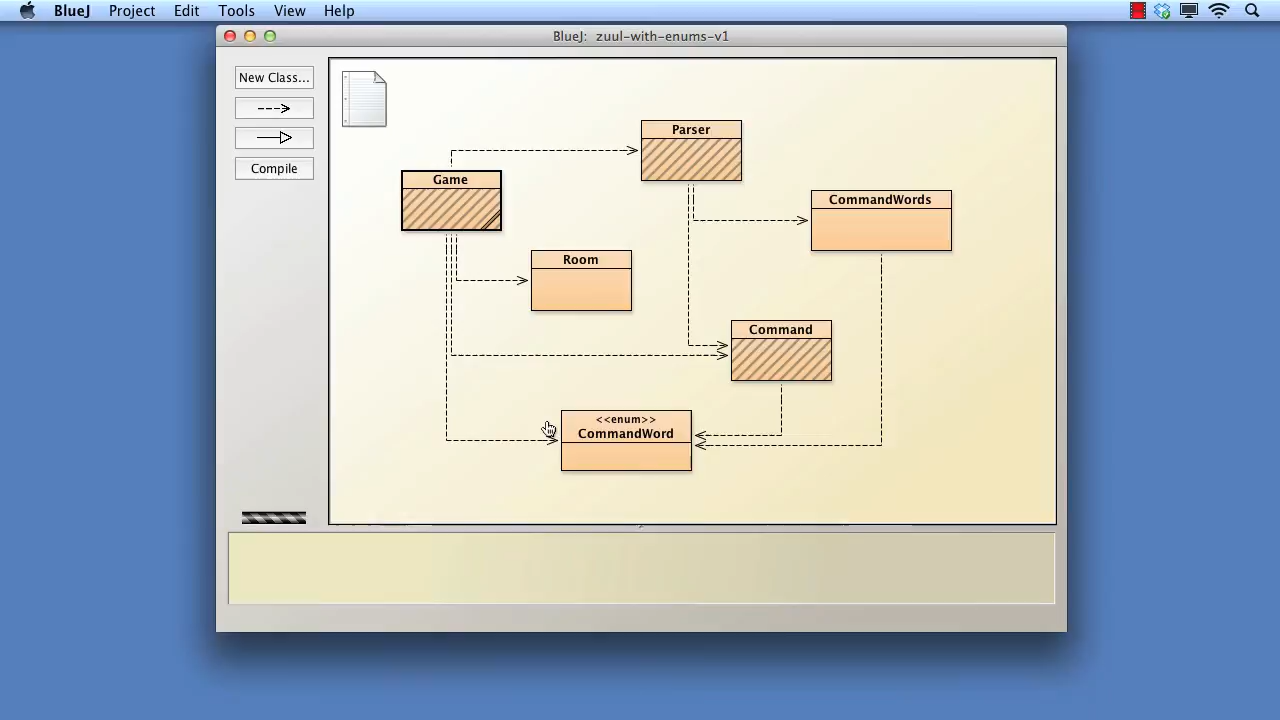 BlueJ Project Edit Tools View Help
BlueJ: zuul-with-enums-v1
New Class...
Compile
Parser
Game
CommandWords
Room
Command
<<enum>>
CommandWord